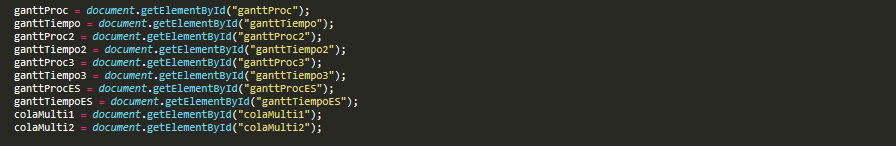 ganttProc = document.getElementById("ganttProc");
ganttTiempo = document.getElementById("ganttTiempo");
ganttProc2 = document.getElementById("ganttProc2");
ganttTiempo2 = document.getElementById("ganttTiempo2");
ganttProc3 = document.getElementById("ganttProc3");
ganttTiempo3 = document.getElementById("ganttTiempo3");
ganttProcES = document.getElementById("ganttProcES");
ganttTiempoES = document.getElementById("ganttTiempoES");
colaMulti1 = document.getElementById("colaMulti1");
colaMulti2 = document.getElementById("colaMulti2");